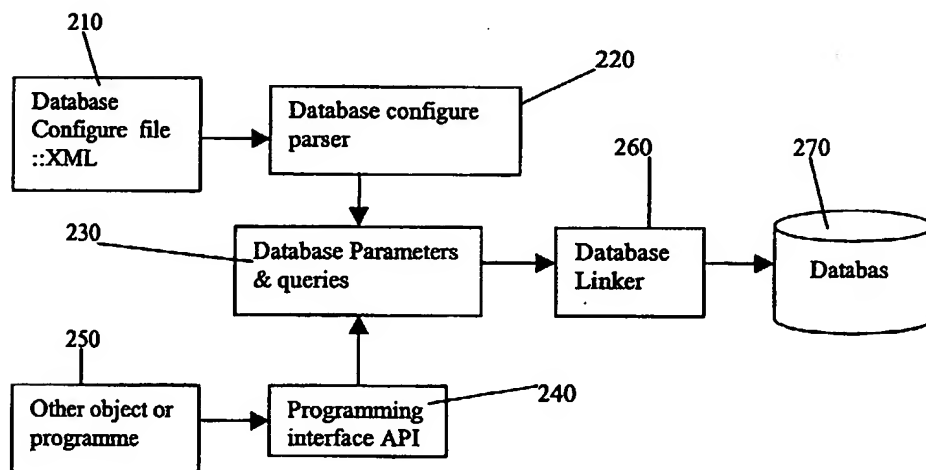 210
220
Database
Configure file
::XML
Database configure
parser
260
270
230
Database Parameters
& queries
Database
Linker
Databas
250
240
Other object or
programme
Programming
interface API